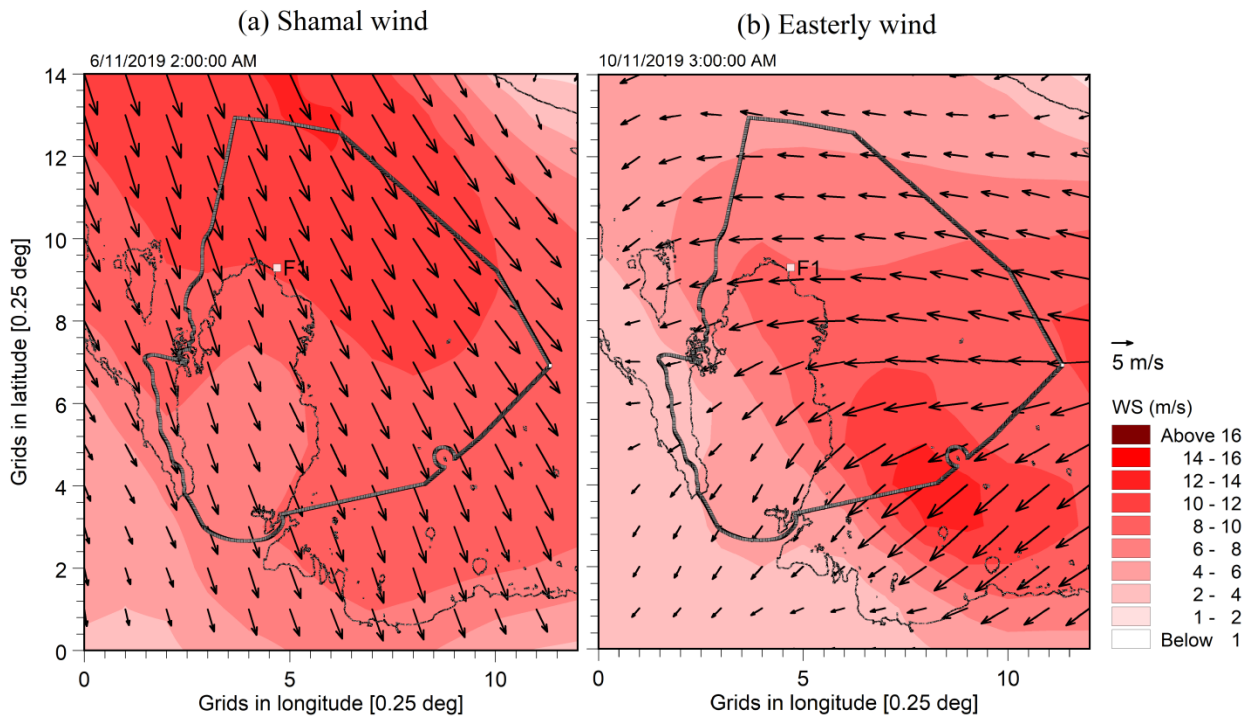 (a) Shamal wind
(b) Easterly wind
6/11/2019 2:00:00 AM
10/11/2019 3:00:00 AM
14
12
10
8
6
4
2
0
Grids in latitude [0.25 deg]
F1
F1
0
5
10
5
10
Grids in longitude [0.25 deg]
Grids in longitude [0.25 deg]
5 m/s
WS (m/s)
Above 16
14 - 16
12 - 14
10 - 12
8 - 10
6 - 8
4 - 6
2 - 4
1 - 2
Below 1